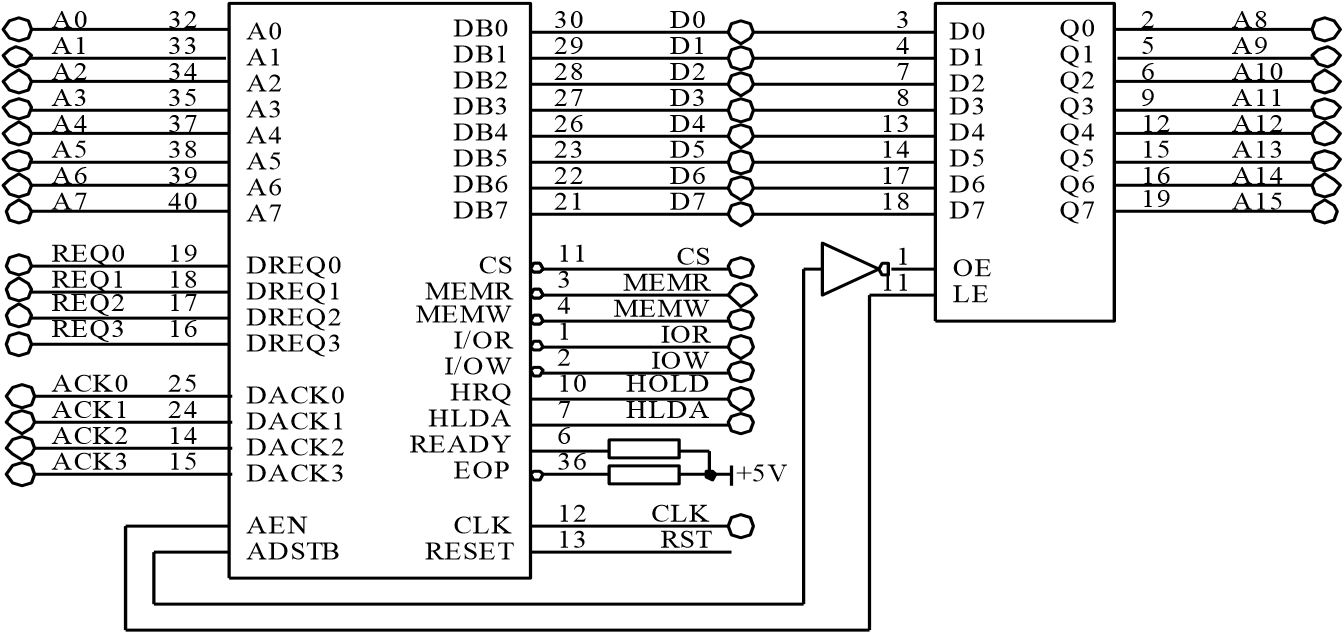 A0 32 A0 DB0 30 D0 3 D0 Q0 2 A8
A1 33 A1 DB1 29 D1 4 D1 Q1 5 A9
A2 34 A2 DB2 28 D2 7 D2 Q2 6 A10
A3 35 A3 DB3 27 D3 8 D3 Q3 9 A11
A4 37 A4 DB4 26 D4 13 D4 Q4 12 A12
A5 38 A5 DB5 23 D5 14 D5 Q5 15 A13
A6 39 A6 DB6 22 D6 17 D6 Q6 16 A14
A7 40 A7 DB7 21 D7 18 D7 Q7 19 A15
REQ0 19 DREQ0 CS 11 CS 1 OE
REQ1 18 DREQ1 MEMR 3 MEMR 11 LE
REQ2 17 DREQ2 MEMW 4 MEMW
REQ3 16 DREQ3 I/OR 1 IOR
I/OW 2 IOW
ACK0 25 DACK0 HRQ 10 HOLD
ACK1 24 DACK1 HLDA 7 HLDA
ACK2 14 DACK2 READY 6
ACK3 15 DACK3 EOP 36 +5V
AEN CLK 12 CLK
ADSTB RESET 13 RST